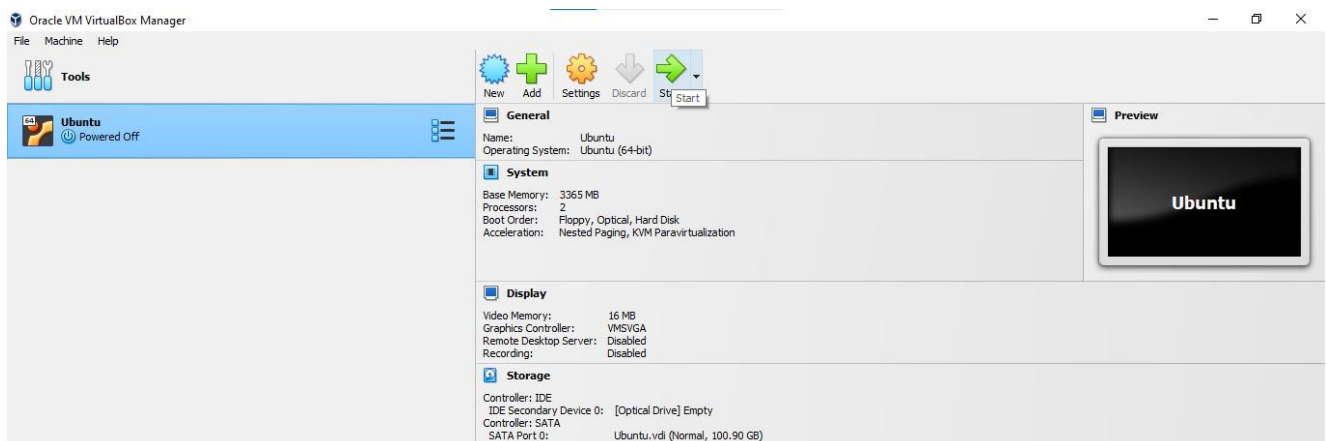 Oracle VM VirtualBox Manager
File Machine Help
Tools
New Add Settings Discard
Start
64
Ubuntu
Powered Off
General
Name: Ubuntu
Operating System: Ubuntu (64-bit)
System
Base Memory: 3365 MB
Processors: 2
Boot Order: Floppy, Optical, Hard Disk
Acceleration: Nested Paging, KVM Paravirtualization
Display
Video Memory: 16 MB
Graphics Controller: VMSVGA
Remote Desktop Server: Disabled
Recording: Disabled
Storage
Controller: IDE
IDE Secondary Device 0: [Optical Drive] Empty
Controller: SATA
SATA Port 0: Ubuntu.vdi (Normal, 100.90 GB)
Preview
Ubuntu